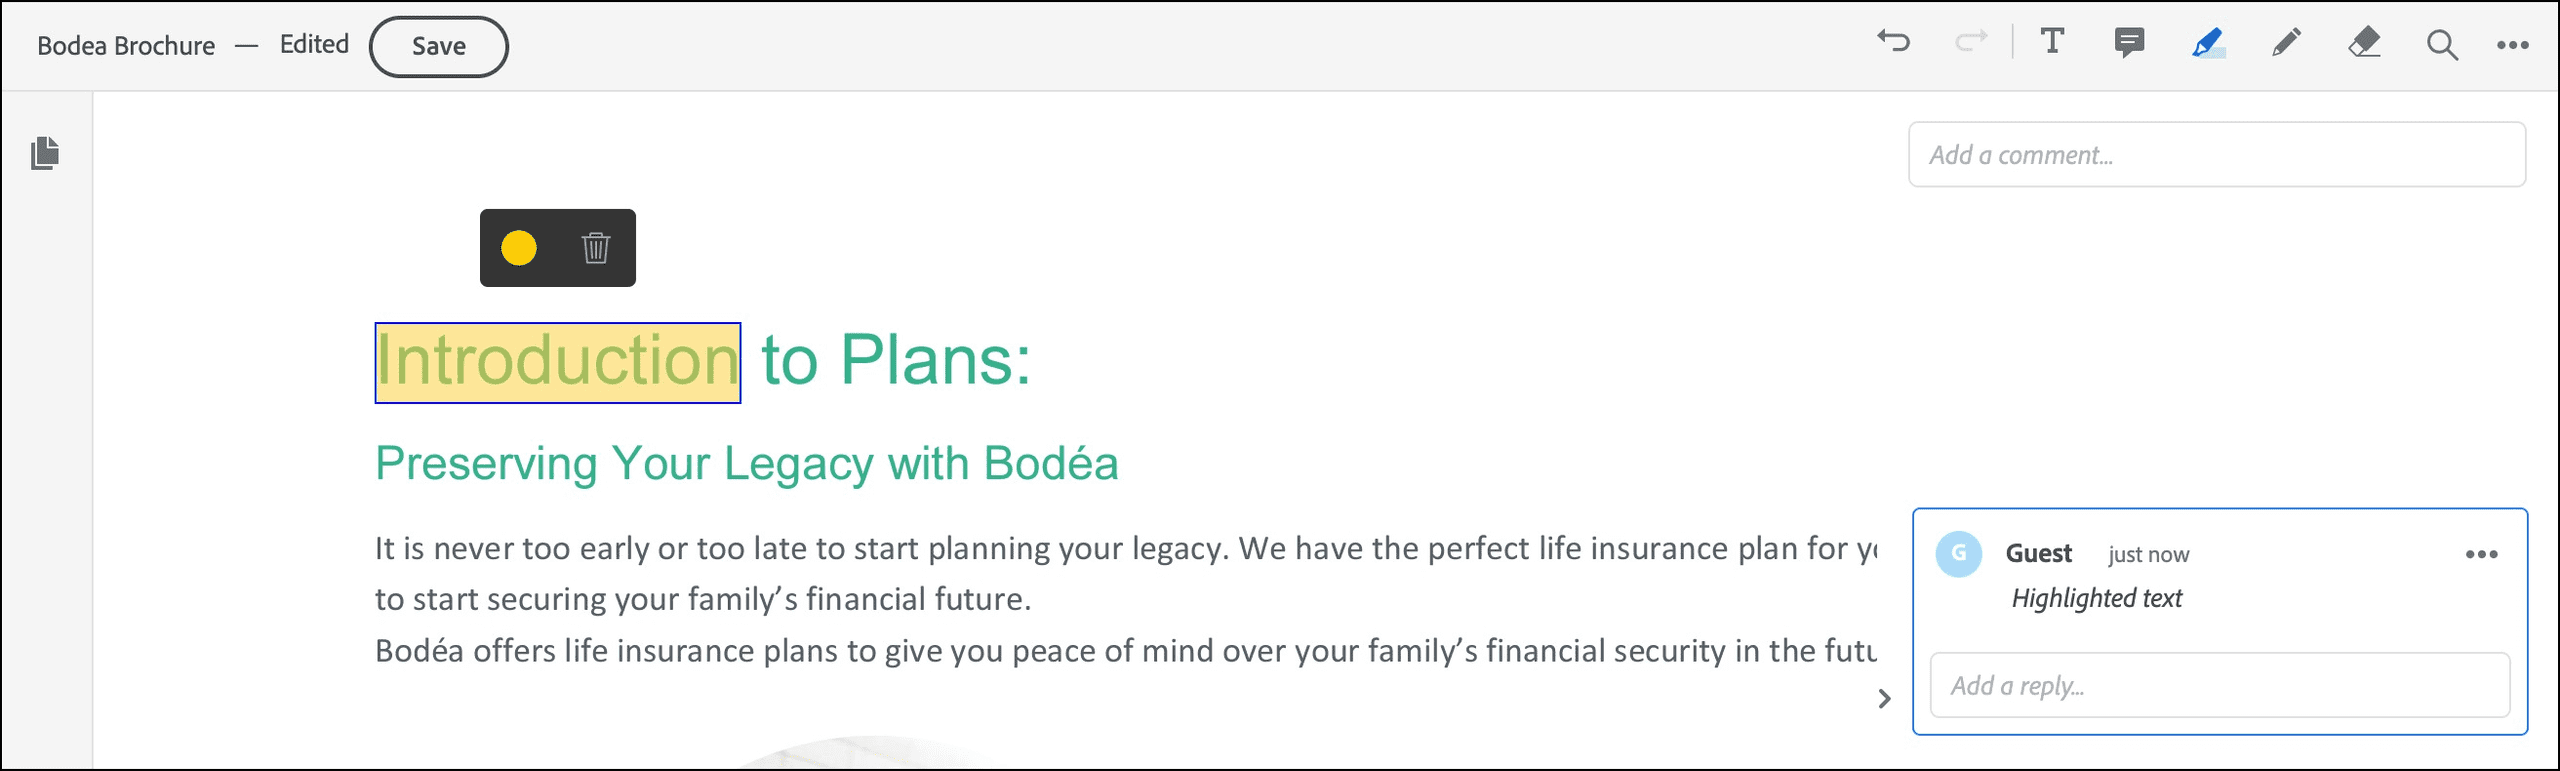 Bodea Brochure — Edited Save
Add a comment...
Introduction to Plans:
Preserving Your Legacy with Bodéa
It is never too early or too late to start planning your legacy. We have the perfect life insurance plan for
to start securing your family’s financial future.
Bodéa offers life insurance plans to give you peace of mind over your family’s financial security in the
G Guest just now
Highlighted text
Add a reply...